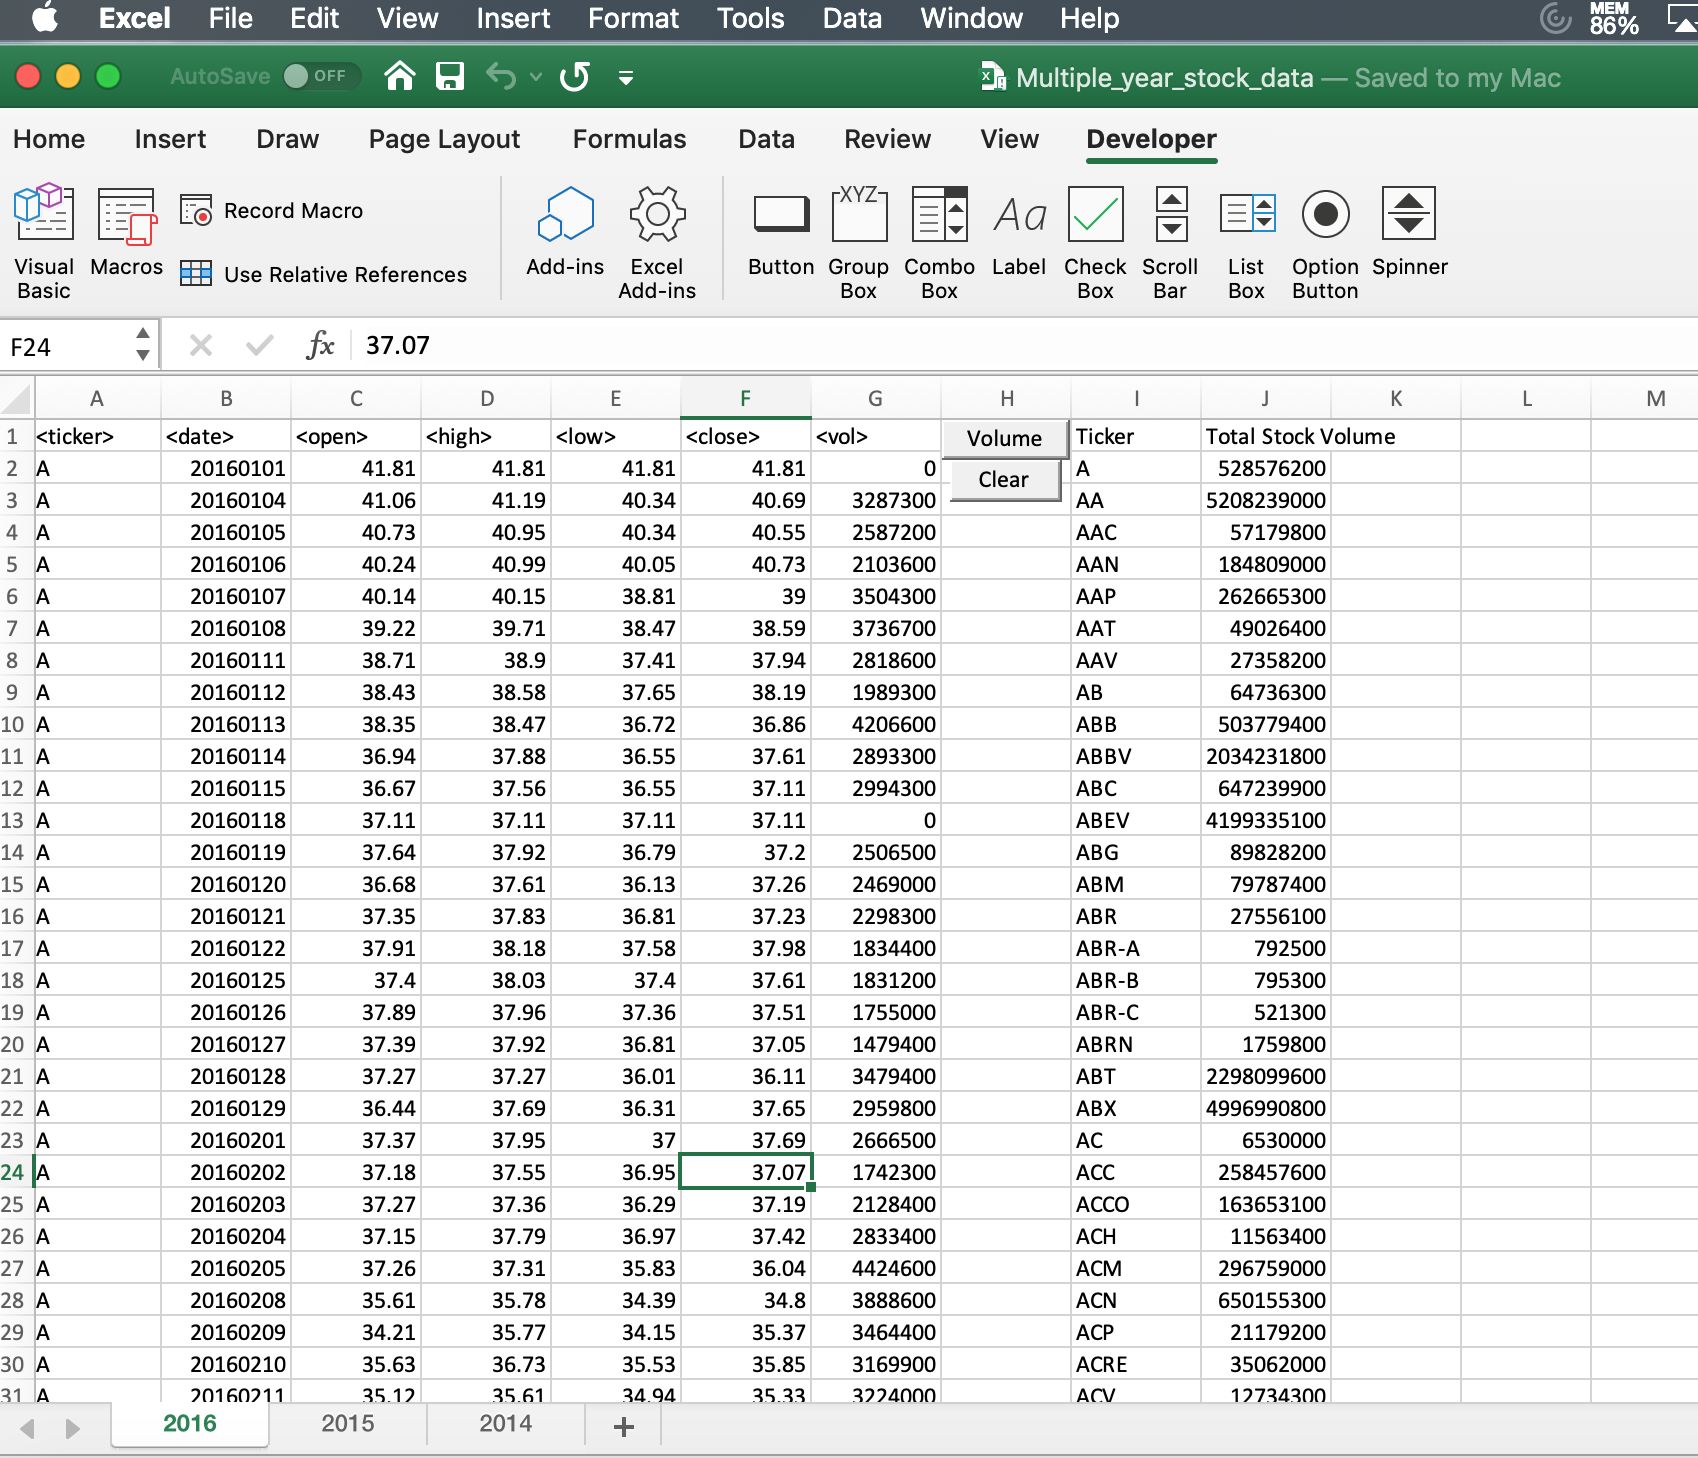 Excel File Edit View Insert Format Tools Data Window Help MEM 86%
AutoSave OFF Multiple_year_stock_data — Saved to my Mac
Home Insert Draw Page Layout Formulas Data Review View Developer
Visual Basic Macros Record Macro Use Relative References Add-ins Excel Add-ins Button XYZ Group Box Combo Box Aa Label Check Box Scroll Bar List Box Option Button Spinner
F24 fx 37.07
A B C D E F G H I J K L M
1 <ticker> <date> <open> <high> <low> <close> <vol> Volume Ticker Total Stock Volume
2 A 20160101 41.81 41.81 41.81 41.81 0 Clear A 528576200
3 A 20160104 41.06 41.19 40.34 40.69 3287300 AA 5208239000
4 A 20160105 40.73 40.95 40.34 40.55 2587200 AAC 57179800
5 A 20160106 40.24 40.99 40.05 40.73 2103600 AAN 184809000
6 A 20160107 40.14 40.15 38.81 39 3504300 AAP 262665300
7 A 20160108 39.22 39.71 38.47 38.59 3736700 AAT 49026400
8 A 20160111 38.71 38.9 37.41 37.94 2818600 AAV 27358200
9 A 20160112 38.43 38.58 37.65 38.19 1989300 AB 64736300
10 A 20160113 38.35 38.47 36.72 36.86 4206600 ABB 503779400
11 A 20160114 36.94 37.88 36.55 37.61 2893300 ABBV 2034231800
12 A 20160115 36.67 37.56 36.55 37.11 2994300 ABC 647239900
13 A 20160118 37.11 37.11 37.11 37.11 0 ABEV 4199335100
14 A 20160119 37.64 37.92 36.79 37.2 2506500 ABG 89828200
15 A 20160120 36.68 37.61 36.13 37.26 2469000 ABM 79787400
16 A 20160121 37.35 37.83 36.81 37.23 2298300 ABR 27556100
17 A 20160122 37.91 38.18 37.58 37.98 1834400 ABR-A 792500
18 A 20160125 37.4 38.03 37.4 37.61 1831200 ABR-B 795300
19 A 20160126 37.89 37.96 37.36 37.51 1755000 ABR-C 521300
20 A 20160127 37.39 37.92 36.81 37.05 1479400 ABRN 1759800
21 A 20160128 37.27 37.27 36.01 36.11 3479400 ABT 2298099600
22 A 20160129 36.44 37.69 36.31 37.65 2959800 ABX 4996990800
23 A 20160201 37.37 37.95 37 37.69 2666500 AC 6530000
24 A 20160202 37.18 37.55 36.95 37.07 1742300 ACC 258457600
25 A 20160203 37.27 37.36 36.29 37.19 2128400 ACCO 163653100
26 A 20160204 37.15 37.79 36.97 37.42 2833400 ACH 11563400
27 A 20160205 37.26 37.31 35.83 36.04 4424600 ACM 296759000
28 A 20160208 35.61 35.78 34.39 34.8 3888600 ACN 650155300
29 A 20160209 34.21 35.77 34.15 35.37 3464400 ACP 21179200
30 A 20160210 35.63 36.73 35.53 35.85 3169900 ACRE 35062000
31 A 20160211 35.12 35.61 34.94 35.33 3224000 ACV 12734300
2016 2015 2014 +